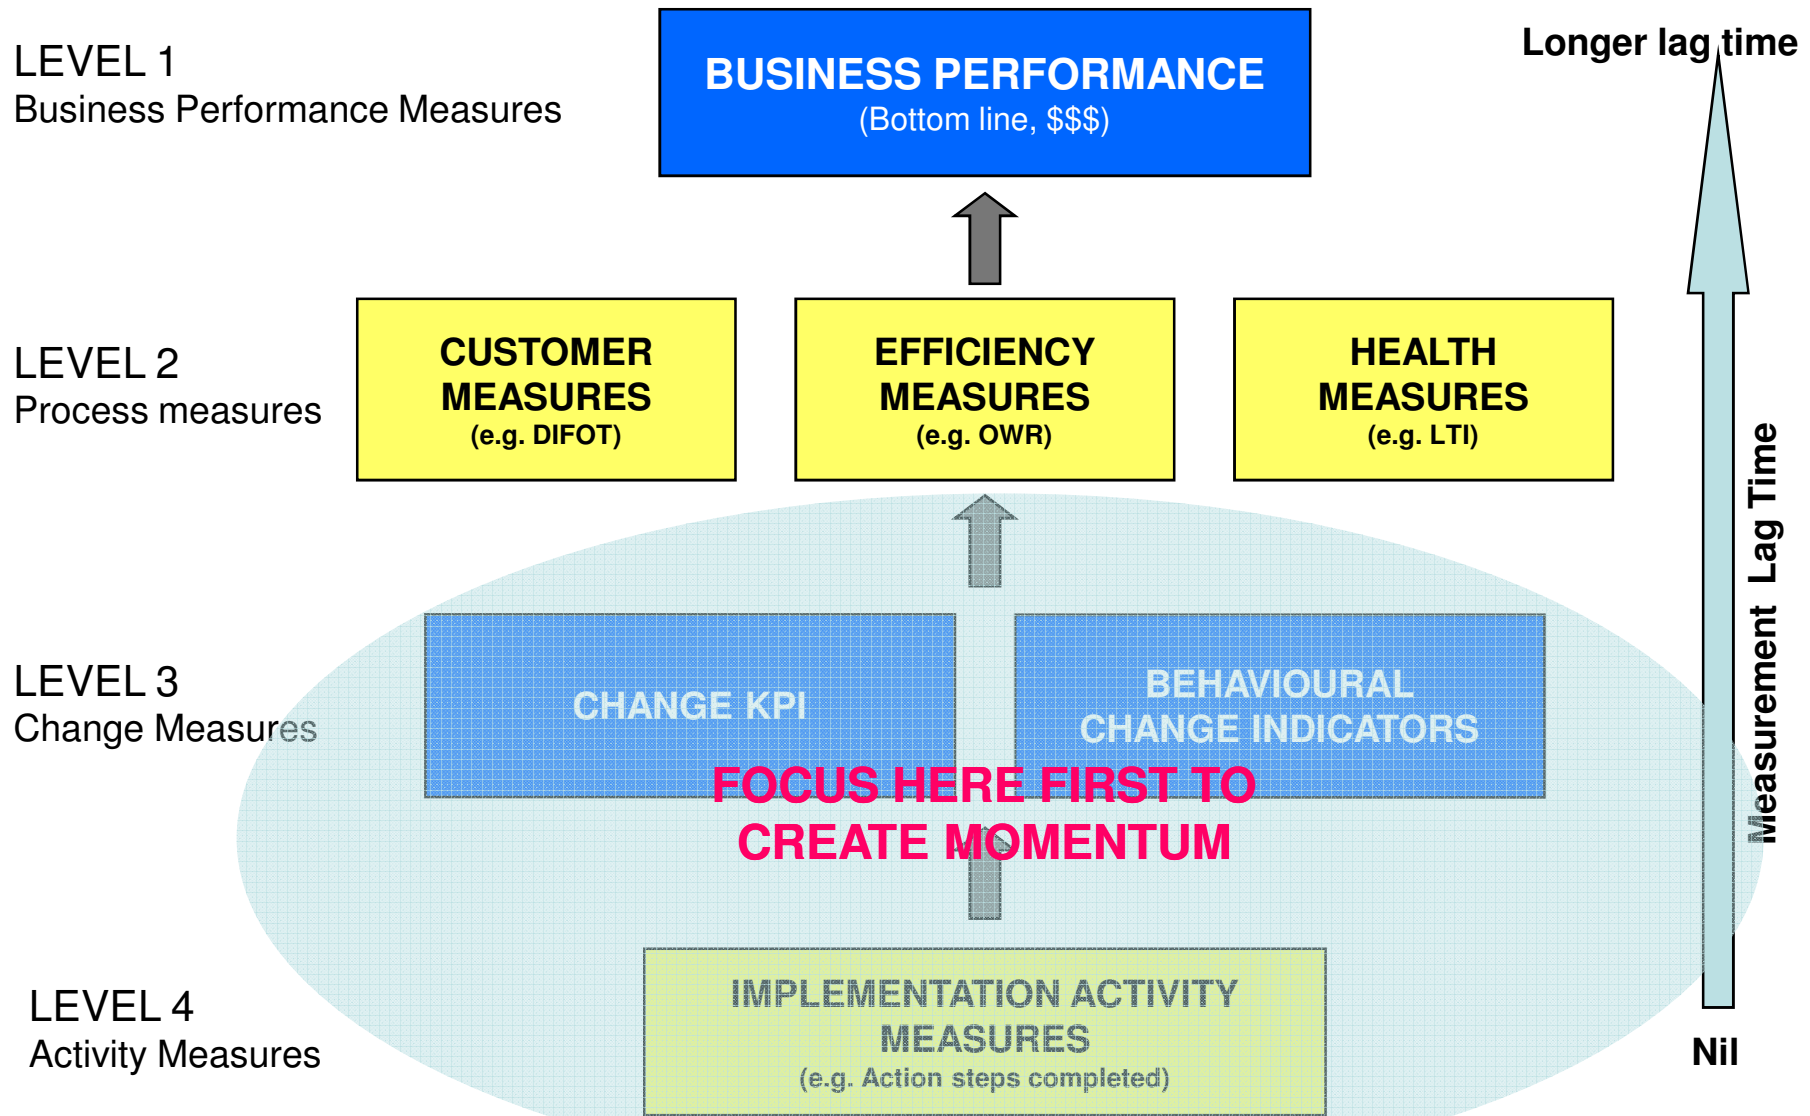 LEVEL 1
Business Performance Measures
BUSINESS PERFORMANCE
(Bottom line, $$$)
Longer lag time
LEVEL 2
Process measures
CUSTOMER
MEASURES
(e.g. DIFOT)
EFFICIENCY
MEASURES
(e.g. OWR)
HEALTH
MEASURES
(e.g. LTI)
Measurement Lag Time
LEVEL 3
Change Measures
CHANGE KPI
BEHAVIOURAL
CHANGE INDICATORS
FOCUS HERE FIRST TO
CREATE MOMENTUM
LEVEL 4
Activity Measures
IMPLEMENTATION ACTIVITY
MEASURES
(e.g. Action steps completed)
Nil